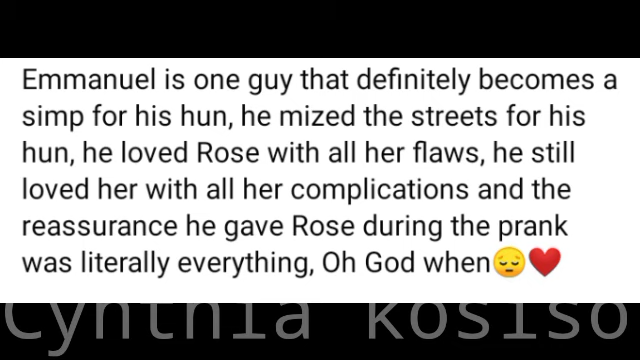 Emmanuel is one guy that definitely becomes a
simp for his hun, he mized the streets for his
hun, he loved Rose with all her flaws, he still
loved her with all her complications and the
reassurance he gave Rose during the prank
was literally everything, Oh God when😔❤️
Cynthia kosiso